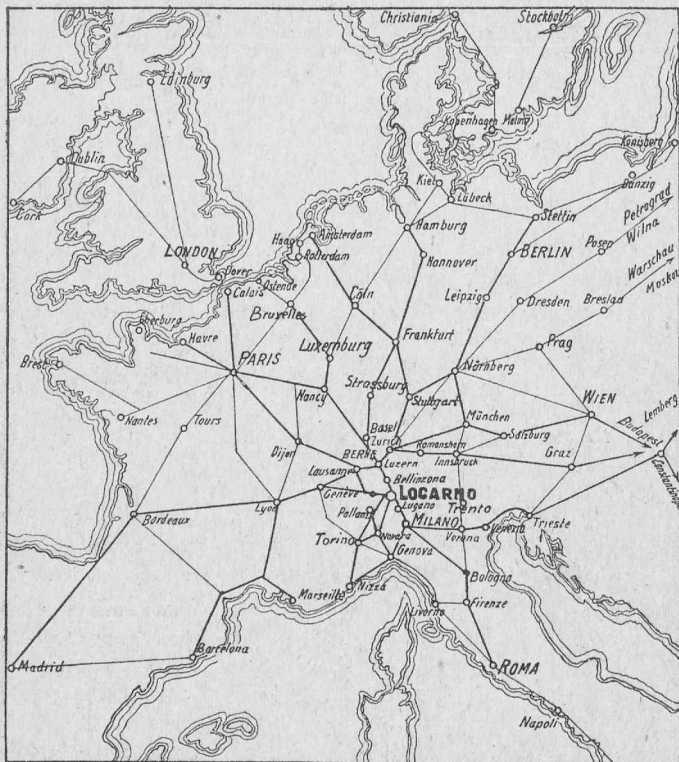 Christiania
Stockholm
Edinburg
Kopenhagen
Malmö
Dublin
Königsberg
Kiel
Danzig
Lübeck
Cork
Petrograd
Stettin
Wilna
Hamburg
Amsterdam
Haag
LONDON
Rotterdam
BERLIN
Posen
Hannover
Warschau
Dover
Moskau
Calais
Ostende
Cöln
Leipzig
Dresden
Breslau
Bruxelles
Cherburg
Havre
Luxemburg
Frankfurt
Prag
Brest
PARIS
Nürnberg
Strassburg
Nancy
Stuttgart
Nantes
Tours
WIEN
Lemberg
München
Basel
Salzburg
Budapest
Zürich
Dijon
BERNE
Romanshorn
Luzern
Innsbruck
Graz
Lausanne
Bellinzona
Constantinopel
Genève
LOCARNO
Lyon
Lugano
Trento
Pallanza
Bordeaux
MILANO
Venezia
Trieste
Verona
Torino
Novara
Genova
Bologna
Nizza
Marseille
Livorno
Firenze
Barcelona
Madrid
ROMA
Napoli